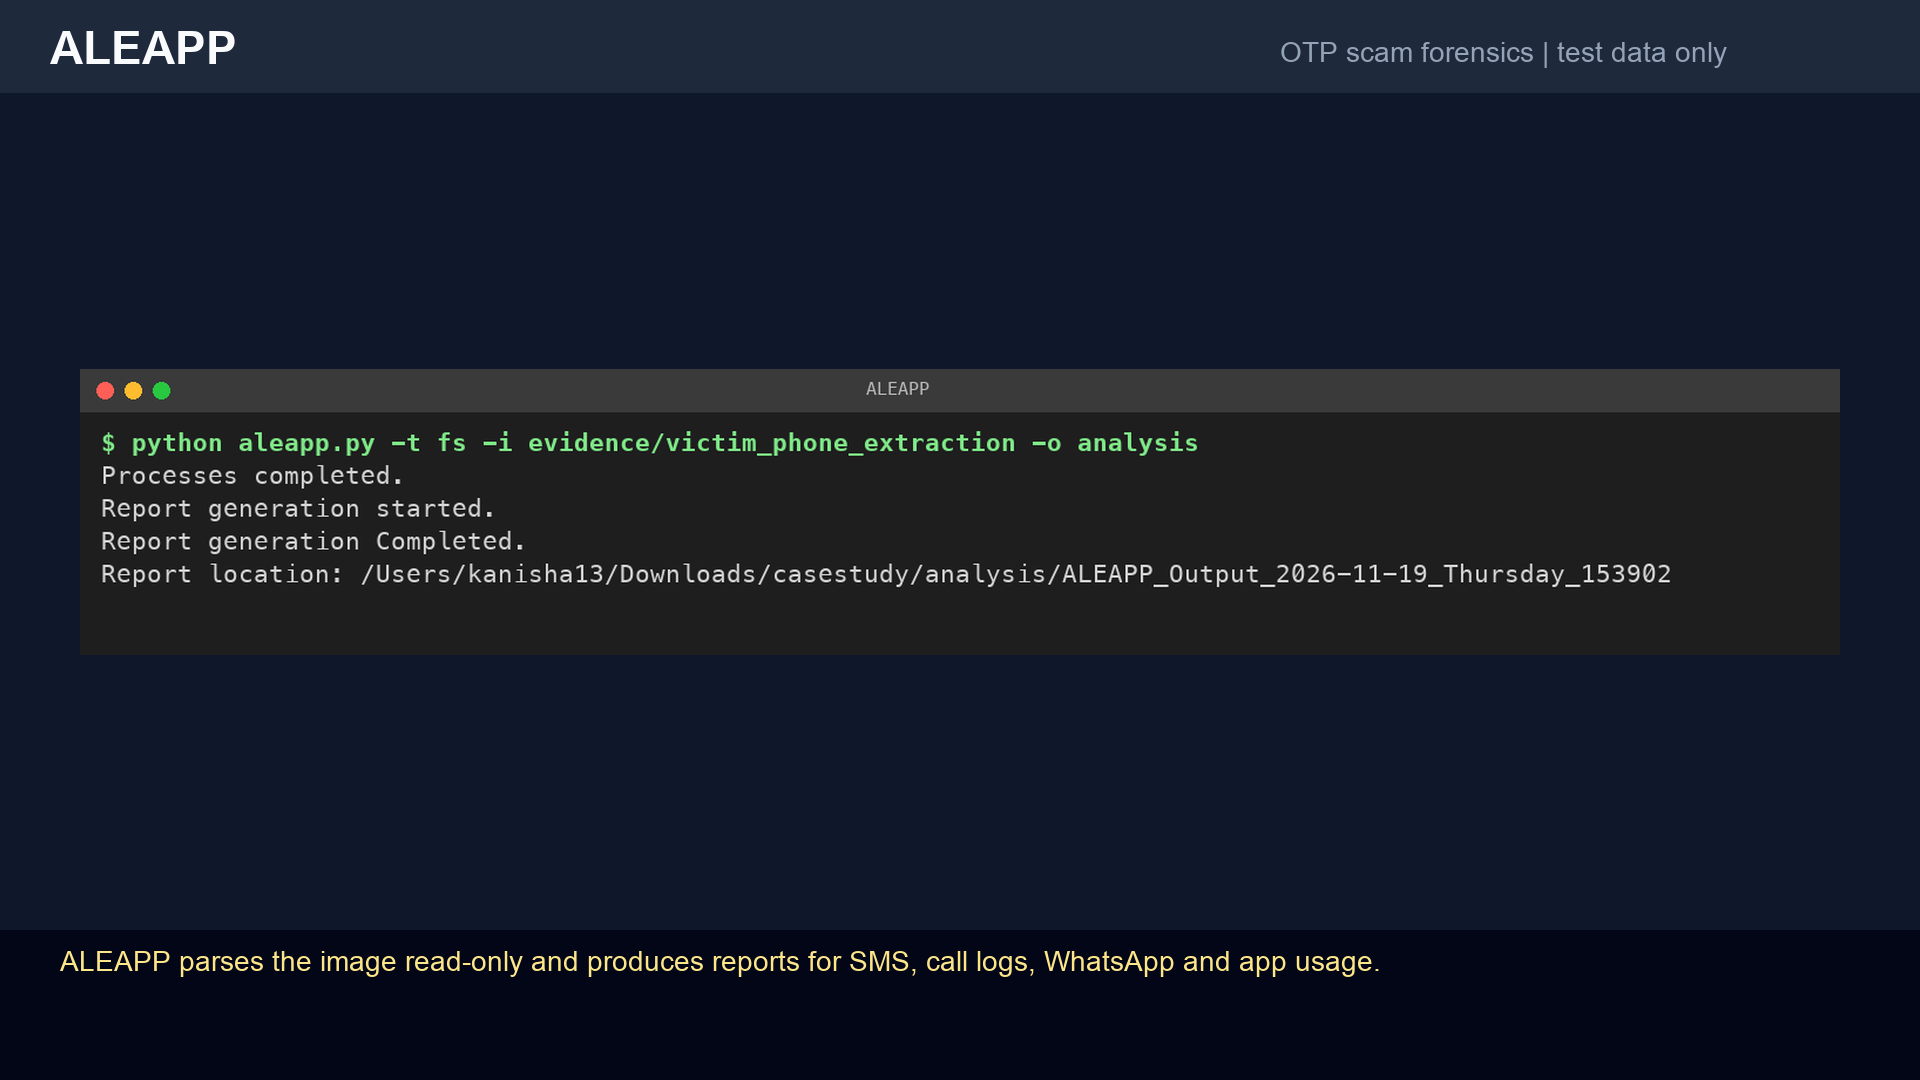 ALEAPP
OTP scam forensics | test data only
ALEAPP
$ python aleapp.py -t fs -i evidence/victim_phone_extraction -o analysis
Processes completed.
Report generation started.
Report generation Completed.
Report location: /Users/kanisha13/Downloads/casestudy/analysis/ALEAPP_Output_2026-11-19_Thursday_153902
ALEAPP parses the image read-only and produces reports for SMS, call logs, WhatsApp and app usage.